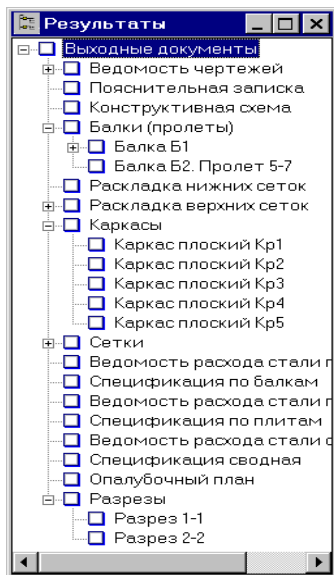 Результаты
Выходные документы
Ведомость чертежей
Пояснительная записка
Конструктивная схема
Балки (пролеты)
Балка Б1
Балка Б2. Пролет 5-7
Раскладка нижних сеток
Раскладка верхних сеток
Каркасы
Каркас плоский Кр1
Каркас плоский Кр2
Каркас плоский Кр3
Каркас плоский Кр4
Каркас плоский Кр5
Сетки
Ведомость расхода стали п
Спецификация по балкам
Ведомость расхода стали п
Спецификация по плитам
Ведомость расхода стали с
Спецификация сводная
Опалубочный план
Разрезы
Разрез 1-1
Разрез 2-2